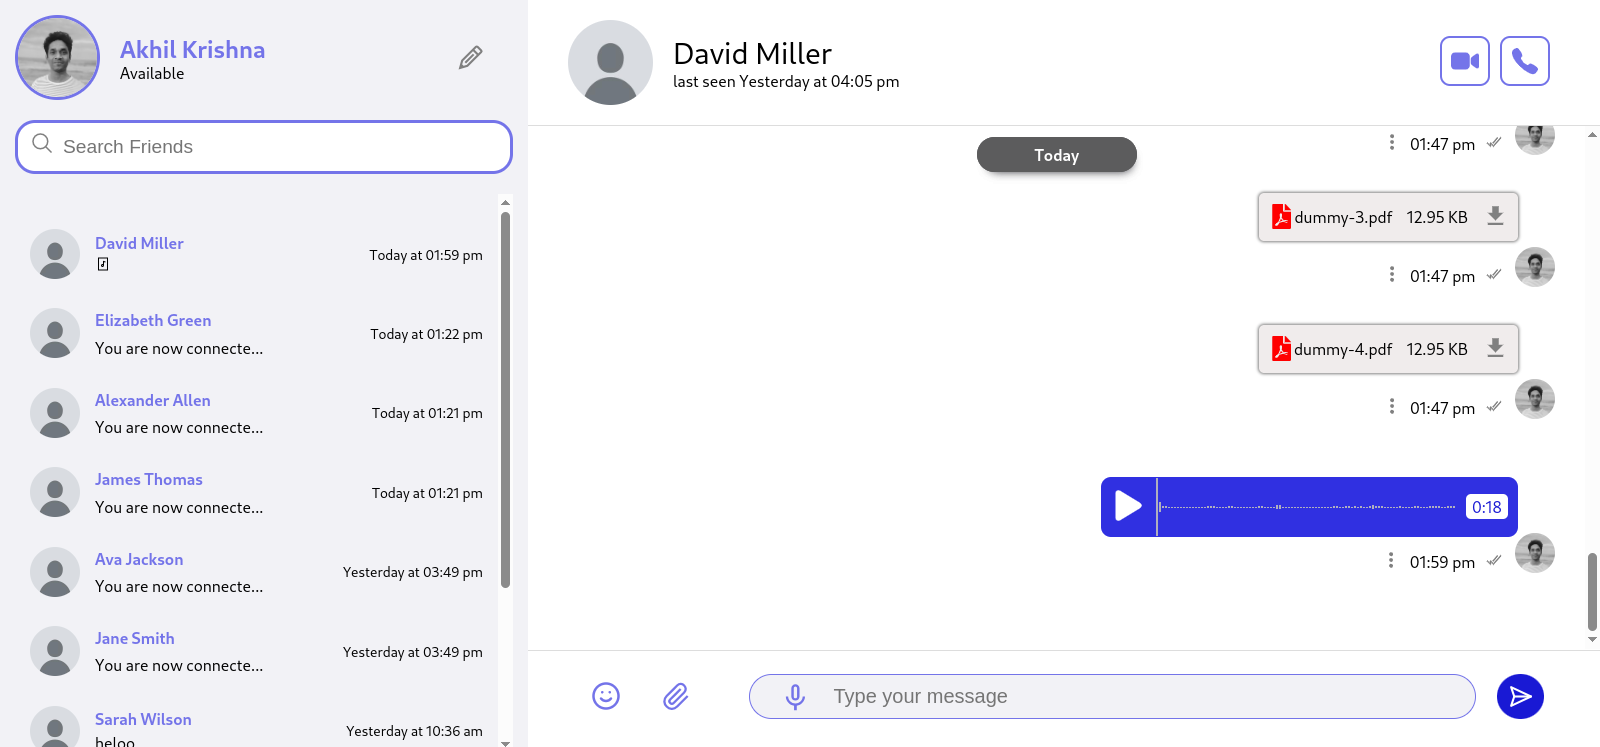 Akhil Krishna
Available
Search Friends
David Miller
Today at 01:59 pm
Elizabeth Green
You are now connecte...
Today at 01:22 pm
Alexander Allen
You are now connecte...
Today at 01:21 pm
James Thomas
You are now connecte...
Today at 01:21 pm
Ava Jackson
You are now connecte...
Yesterday at 03:49 pm
Jane Smith
You are now connecte...
Yesterday at 03:49 pm
Sarah Wilson
heloo
Yesterday at 10:36 am
David Miller
last seen Yesterday at 04:05 pm
Today
01:47 pm
dummy-3.pdf 12.95 KB
01:47 pm
dummy-4.pdf 12.95 KB
01:47 pm
0:18
01:59 pm
Type your message